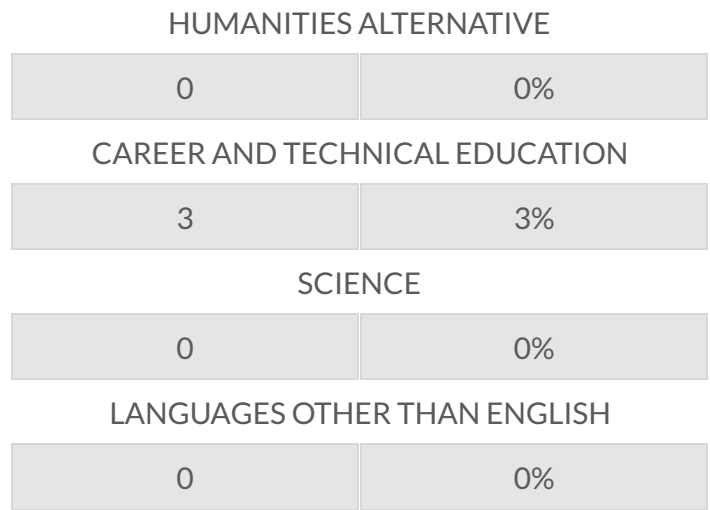 HUMANITIES ALTERNATIVE
0 0%
CAREER AND TECHNICAL EDUCATION
3 3%
SCIENCE
0 0%
LANGUAGES OTHER THAN ENGLISH
0 0%